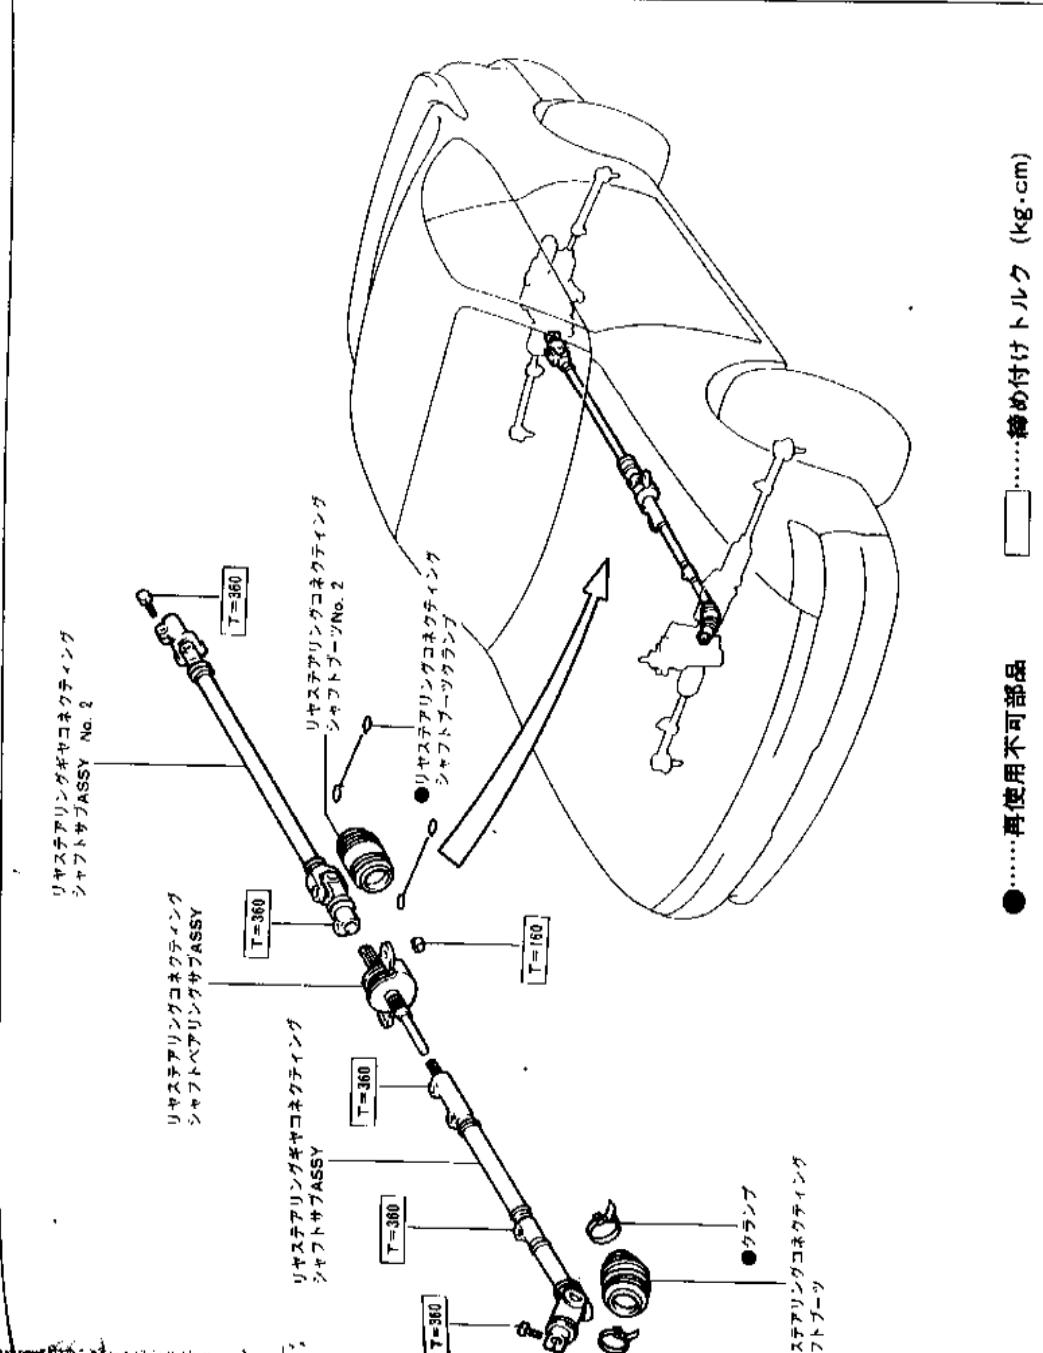 リヤステアリングギヤコネクティング
シャフトサブASSY No. 2
T=360
リヤステアリングコネクティング
シャフトベアリングサブASSY
T=360
リヤステアリングギヤコネクティング
シャフトサブASSY
T=360
リヤステアリングコネクティング
シャフトブーツNo. 2
T=360
●リヤステアリングコネクティング
シャフトブーツクランプ
T=360
T=160
●クランプ
ステアリングコネクティング
フトブーツ
●……再使用不可部品
……締め付けトルク (kg・cm)